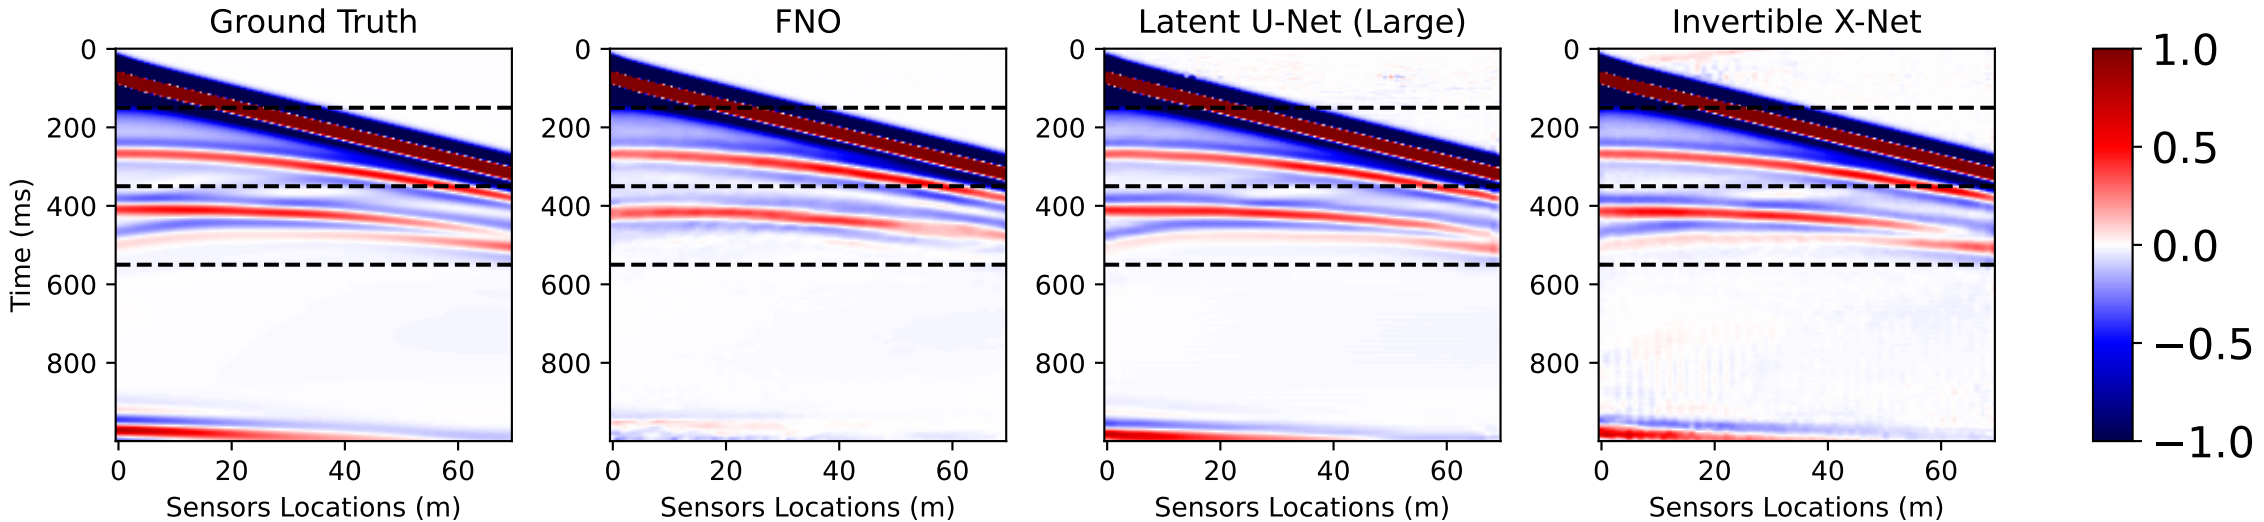 Ground Truth
FNO
Latent U-Net (Large)
Invertible X-Net
Time (ms)
0
200
400
600
800
0 20 40 60
Sensors Locations (m)
0
200
400
600
800
0 20 40 60
Sensors Locations (m)
0
200
400
600
800
0 20 40 60
Sensors Locations (m)
0
200
400
600
800
0 20 40 60
Sensors Locations (m)
1.0
0.5
0.0
−0.5
−1.0